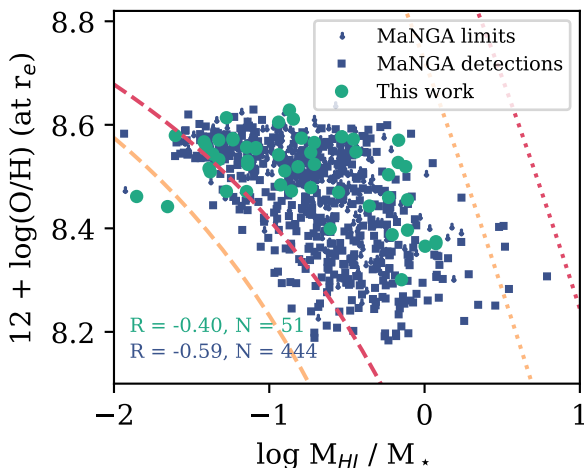 8.8
8.6
8.4
8.2
12 + log(O/H) (at rₑ)
MaNGA limits
MaNGA detections
This work
R = -0.40, N = 51
R = -0.59, N = 444
−2
−1
0
1
log M_HI / M⋆